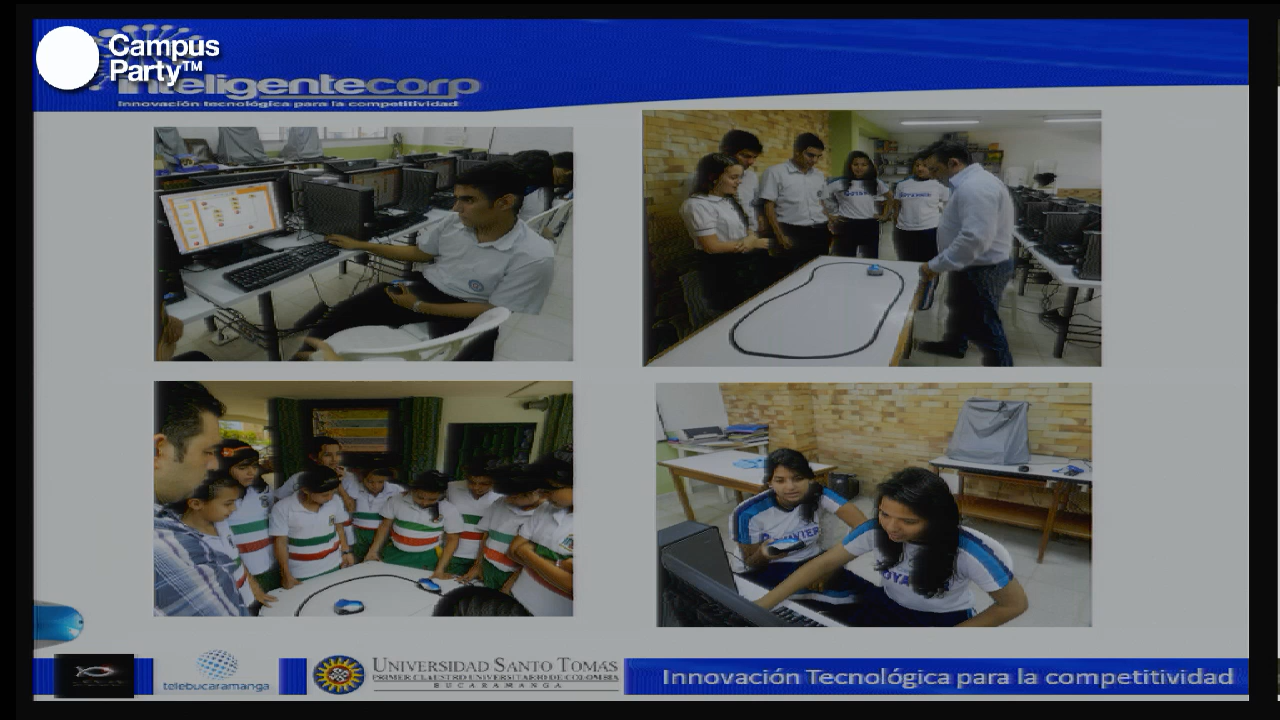 Campus
Party™
inteligentecorp
Innovación tecnológica para la competitividad
telebucaramanga
UNIVERSIDAD SANTO TOMÁS
PRIMER CLAUSTRO UNIVERSITARIO DE COLOMBIA
BUCARAMANGA
Innovación Tecnológica para la competitividad